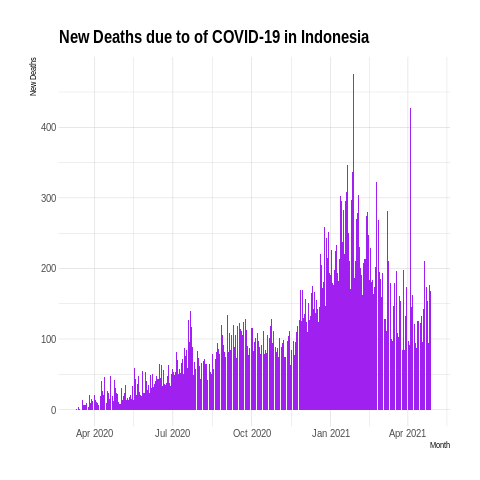 New Deaths due to of COVID-19 in Indonesia
New Deaths
400
300
200
100
0
Apr 2020 Jul 2020 Oct 2020 Jan 2021 Apr 2021
Month